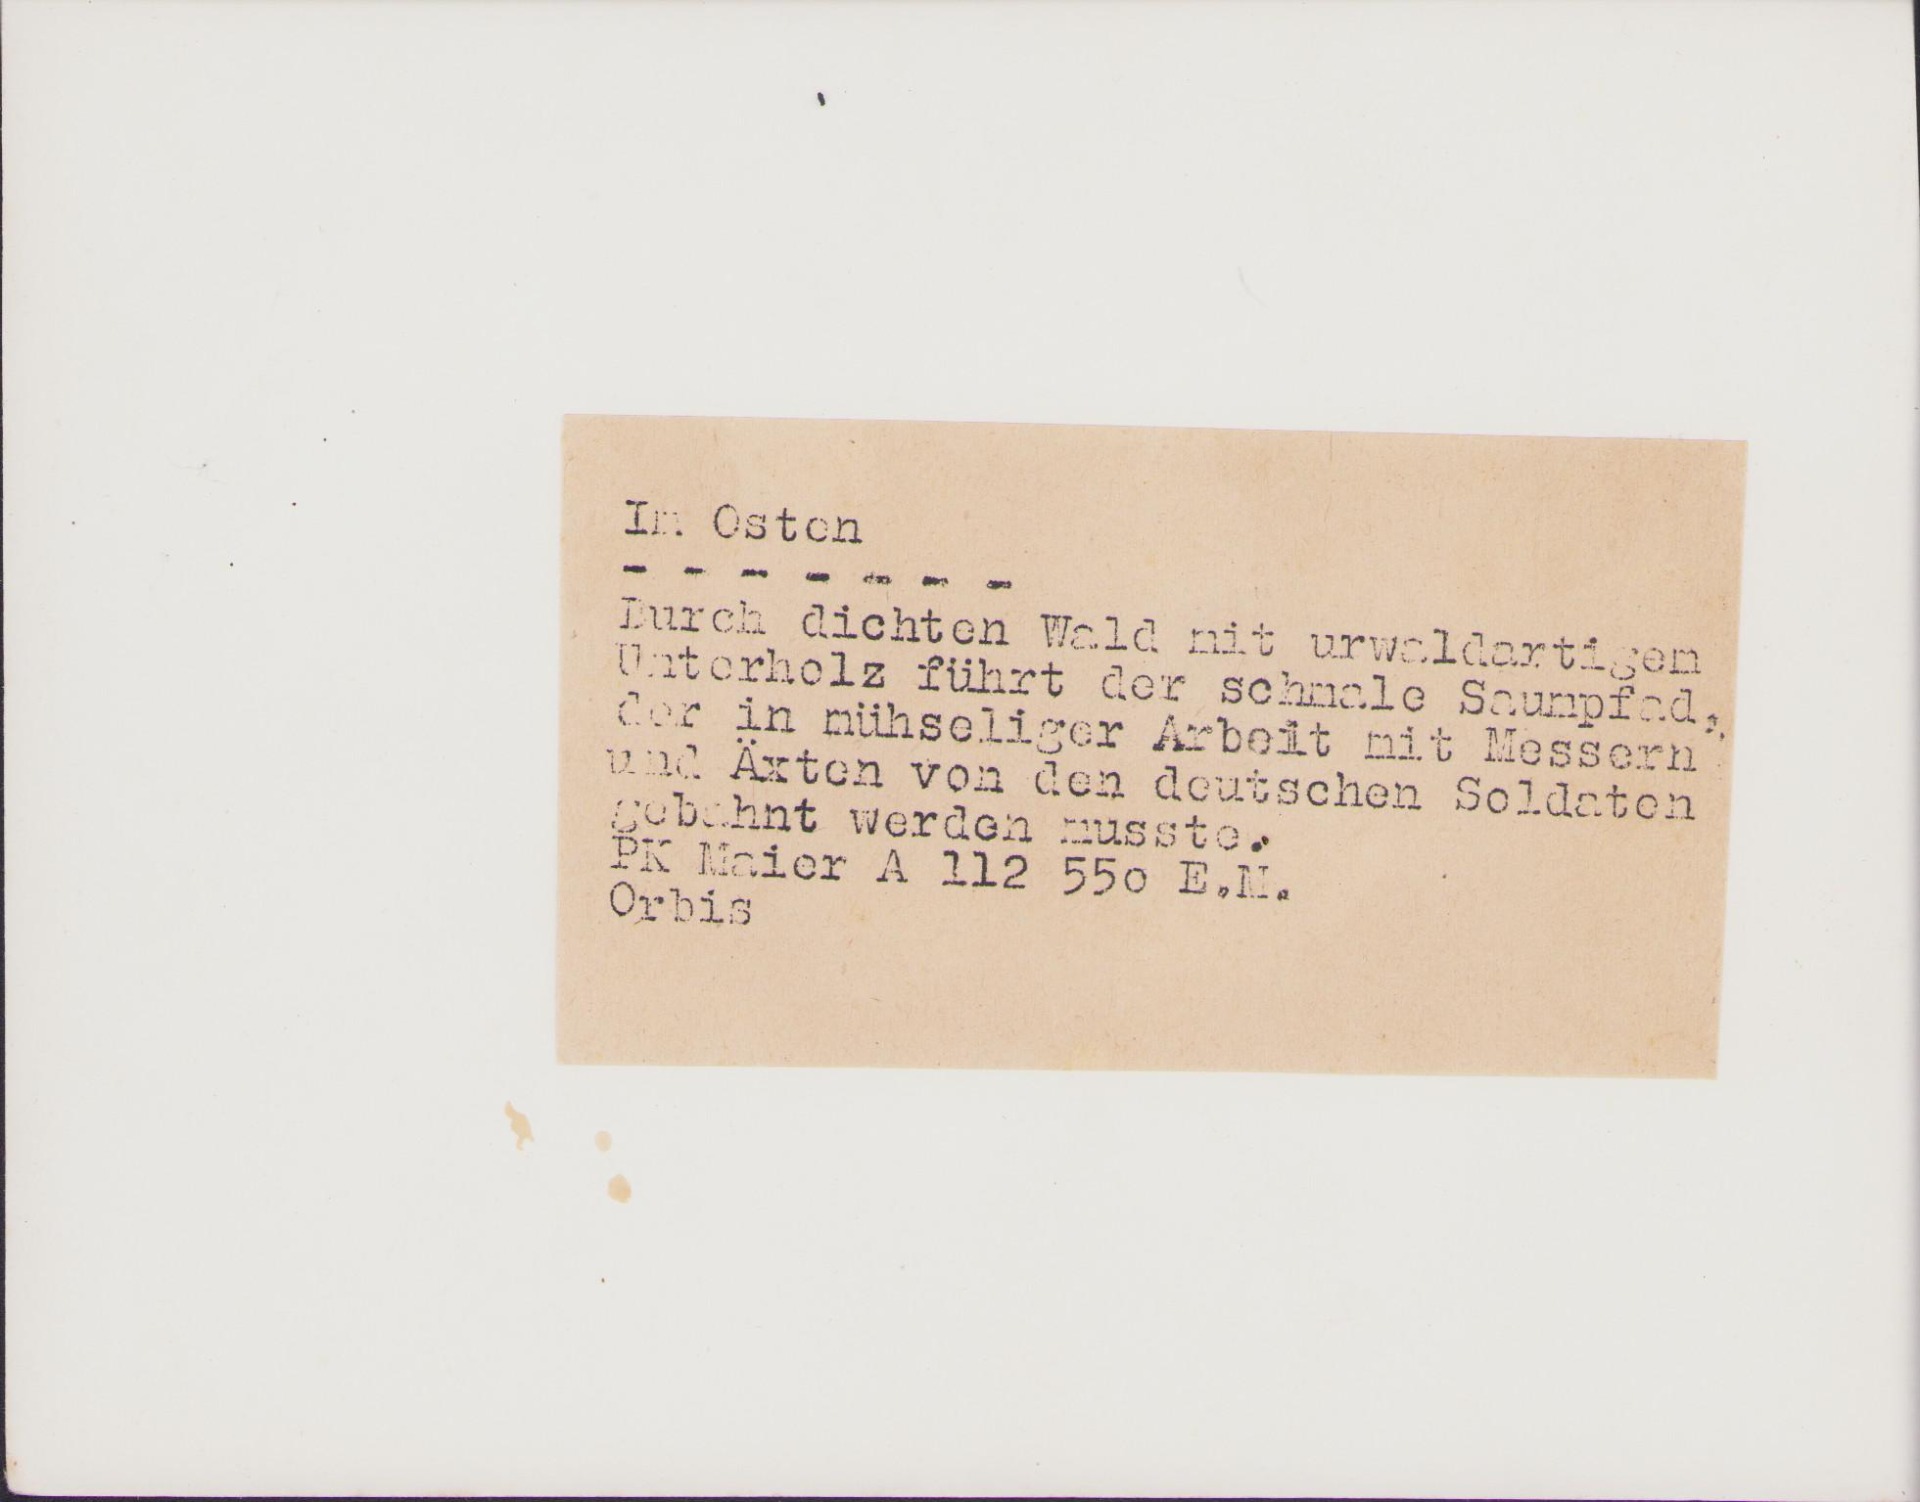 Im Osten
- - - - - - -
Durch dichten Wald mit urwaldartigem
Unterholz führt der schmale Saumpfad,
der in mühseliger Arbeit mit Messern
und Äxten von den deutschen Soldaten
gebahnt werden musste.
PK Maier A 112 55o E.M.
Orbis